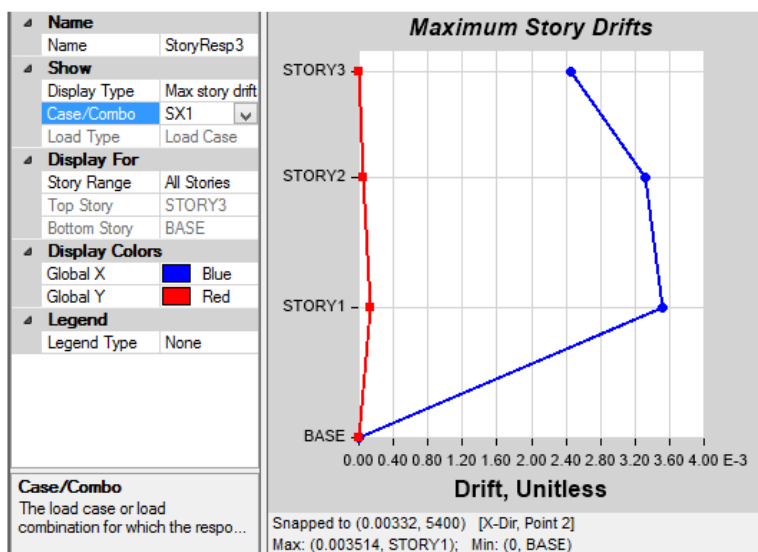 Name
Name StoryResp3
Show
Display Type Max story drift
Case/Combo SX1
Load Type Load Case
Display For
Story Range All Stories
Top Story STORY3
Bottom Story BASE
Display Colors
Global X Blue
Global Y Red
Legend
Legend Type None
Case/Combo
The load case or load
combination for which the respo...
Maximum Story Drifts
STORY3
STORY2
STORY1
BASE
0.00 0.40 0.80 1.20 1.60 2.00 2.40 2.80 3.20 3.60 4.00 E-3
Drift, Unitless
Snapped to (0.00332, 5400) [X-Dir, Point 2]
Max: (0.003514, STORY1); Min: (0, BASE)